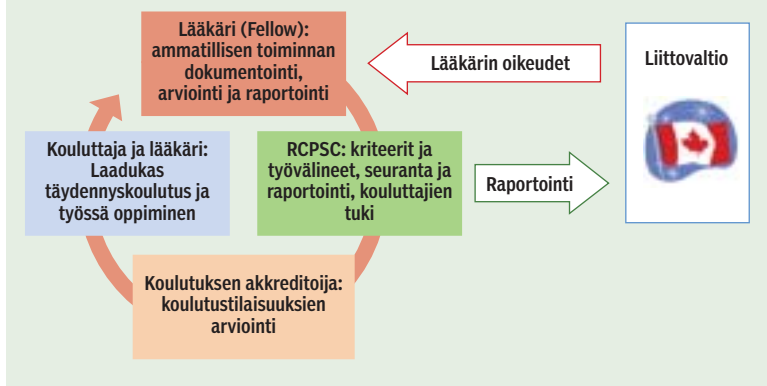 Lääkäri (Fellow):
ammatillisen toiminnan
dokumentointi,
arviointi ja raportointi
Lääkärin oikeudet
Liittovaltio
Kouluttaja ja lääkäri:
Laadukas
täydennyskoulutus ja
työssä oppiminen
RCPSC: kriteerit ja
työvälineet, seuranta ja
raportointi, kouluttajien
tuki
Raportointi
Koulutuksen akkreditoija:
koulutustilaisuuksien
arviointi